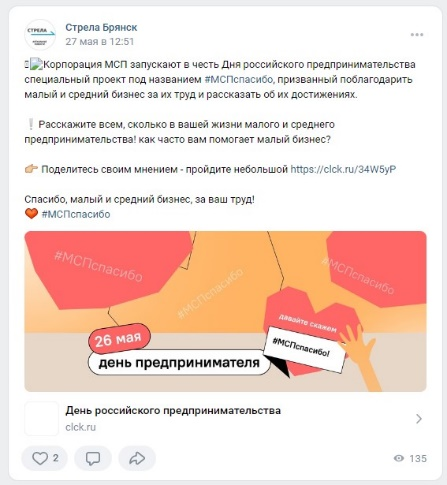 Стрела Брянск
27 мая в 12:51
Корпорация МСП запускают в честь Дня российского предпринимательства
специальный проект под названием #МСПспасибо, призванный поблагодарить
малый и средний бизнес за их труд и рассказать об их достижениях.
❕ Расскажите всем, сколько в вашей жизни малого и среднего
предпринимательства! как часто вам помогает малый бизнес?
👉🏼 Поделитесь своим мнением - пройдите небольшой https://clck.ru/34W5yP
Спасибо, малый и средний бизнес, за ваш труд!
❤ #МСПспасибо
#МСПспасибо
#МСПспасибо
#МСПспасибо
давайте скажем
#МСПспасибо!
26 мая
день предпринимателя
День российского предпринимательства
clck.ru
2
135